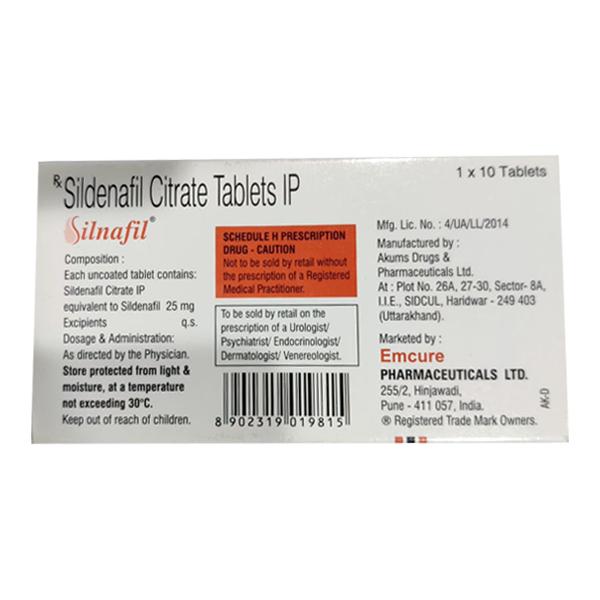 Rx Sildenafil Citrate Tablets IP
1 x 10 Tablets
Silnafil®
Composition :
Each uncoated tablet contains:
Sildenafil Citrate IP
equivalent to Sildenafil 25 mg
Excipients q.s.
Dosage & Administration:
As directed by the Physician.
Store protected from light &
moisture, at a temperature
not exceeding 30°C.
Keep out of reach of children.
SCHEDULE H PRESCRIPTION
DRUG - CAUTION
Not to be sold by retail without
the prescription of a Registered
Medical Practitioner.
To be sold by retail on the
prescription of a Urologist/
Psychiatrist/ Endocrinologist/
Dermatologist/ Venereologist.
8 902319 019815
Mfg. Lic. No. : 4/UA/LL/2014
Manufactured by :
Akums Drugs &
Pharmaceuticals Ltd.
At : Plot No. 26A, 27-30, Sector- 8A,
I.I.E., SIDCUL, Haridwar - 249 403
(Uttarakhand).
Marketed by :
Emcure
PHARMACEUTICALS LTD.
255/2, Hinjawadi,
Pune - 411 057, India.
® Registered Trade Mark Owners.
AK-D